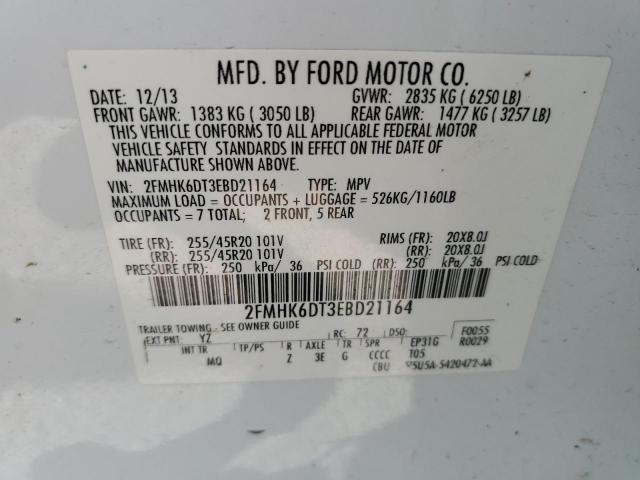 MFD. BY FORD MOTOR CO.
DATE: 12/13 GVWR: 2835 KG ( 6250 LB)
FRONT GAWR: 1383 KG ( 3050 LB) REAR GAWR: 1477 KG ( 3257 LB)
THIS VEHICLE CONFORMS TO ALL APPLICABLE FEDERAL MOTOR
VEHICLE SAFETY STANDARDS IN EFFECT ON THE DATE OF
MANUFACTURE SHOWN ABOVE.
VIN: 2FMHK6DT3EBD21164 TYPE: MPV
MAXIMUM LOAD = OCCUPANTS + LUGGAGE = 526KG/1160LB
OCCUPANTS = 7 TOTAL; 2 FRONT, 5 REAR
TIRE (FR): 255/45R20 101V RIMS (FR): 20X8.0J
(RR): 255/45R20 101V (RR): 20X8.0J
PRESSURE (FR): 250 kPa/ 36 PSI COLD (RR): 250 kPa/ 36 PSI COLD
2FMHK6DT3EBD21164
TRAILER TOWING - SEE OWNER GUIDE
EXT PNT: YZ RC: 72 DSO: F0055
INT TR TP/PS R AXLE TR SPR EP31G R0029
MQ Z 3E G CCCC T05
CBU 5U5A-5420472-AA